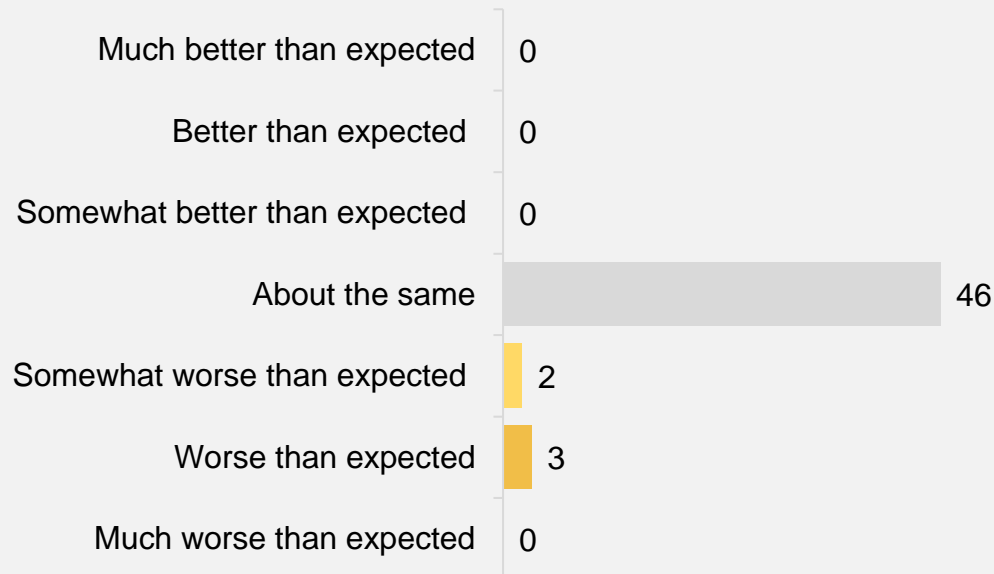 Much better than expected 0
Better than expected 0
Somewhat better than expected 0
About the same 46
Somewhat worse than expected 2
Worse than expected 3
Much worse than expected 0